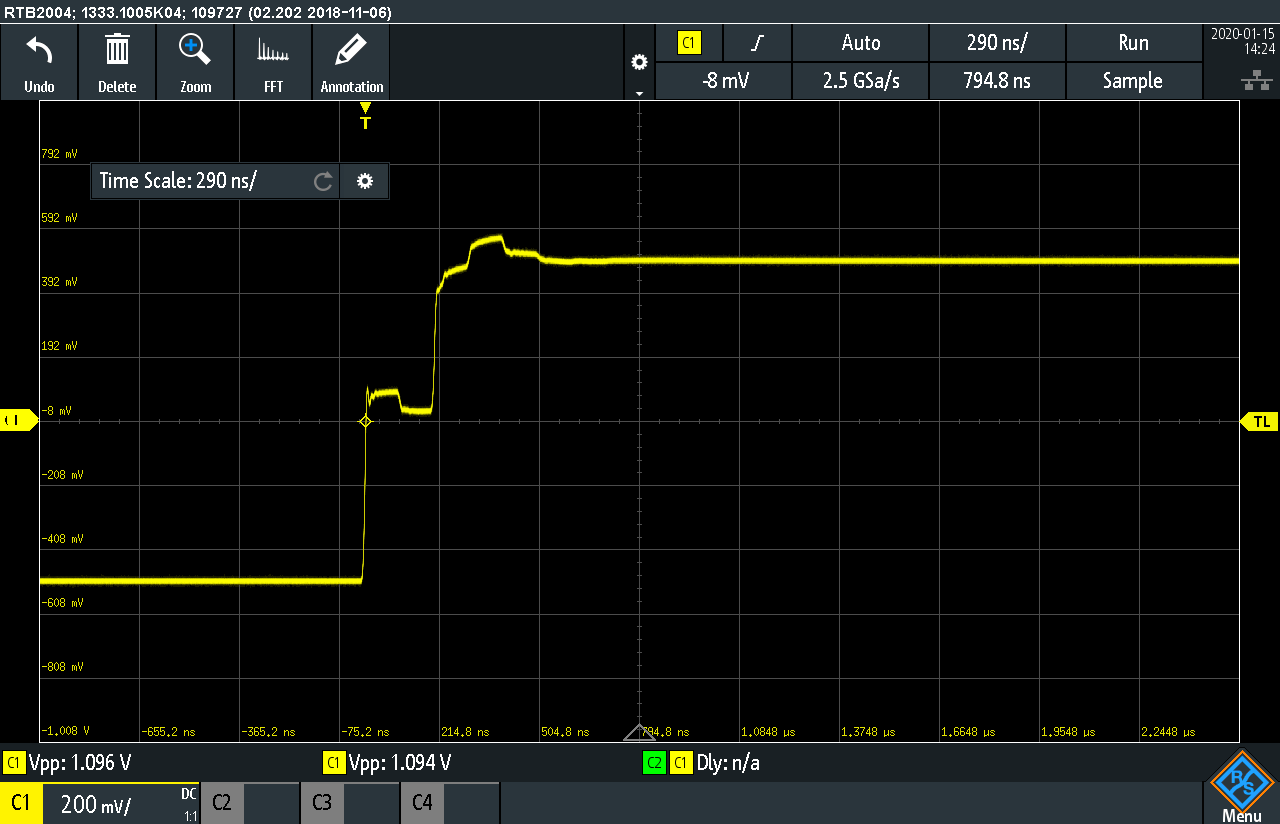 RTB2004; 1333.1005K04; 109727 (02.202 2018-11-06)
Undo Delete Zoom FFT Annotation
C1 Auto 290 ns/ Run
-8 mV 2.5 GSa/s 794.8 ns Sample
2020-01-15
14:24
T
792 mV
Time Scale: 290 ns/
592 mV
392 mV
192 mV
-8 mV
TL
-208 mV
-408 mV
-608 mV
-808 mV
-1.008 V -655.2 ns -365.2 ns -75.2 ns 214.8 ns 504.8 ns 794.8 ns 1.0848 µs 1.3748 µs 1.6648 µs 1.9548 µs 2.2448 µs
C1 Vpp: 1.096 V C1 Vpp: 1.094 V C2 C1 Dly: n/a
C1 200 mV/ DC 1:1 C2 C3 C4
R S
Menu